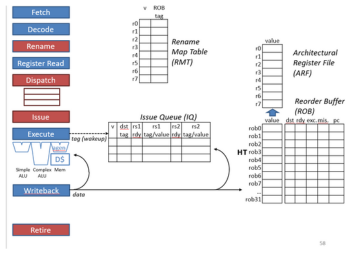 Fetch
Decode
Rename
Register Read
Dispatch
Issue
Execute
Simple ALU
Complex ALU
Mem
D$
Writeback
Retire
tag (wakeup)
data
v ROB tag
r0
r1
r2
r3
r4
r5
r6
r7
Rename Map Table (RMT)
Issue Queue (IQ)
v
dst tag
rs1 rdy
rs1 tag/value
rs2 rdy
rs2 tag/value
value
r0
r1
r2
r3
r4
r5
r6
r7
Architectural Register File (ARF)
Reorder Buffer (ROB)
value dst rdy exc. mis. pc
rob0
rob1
rob2
HT rob3
rob4
rob5
rob6
rob7
...
rob31
58